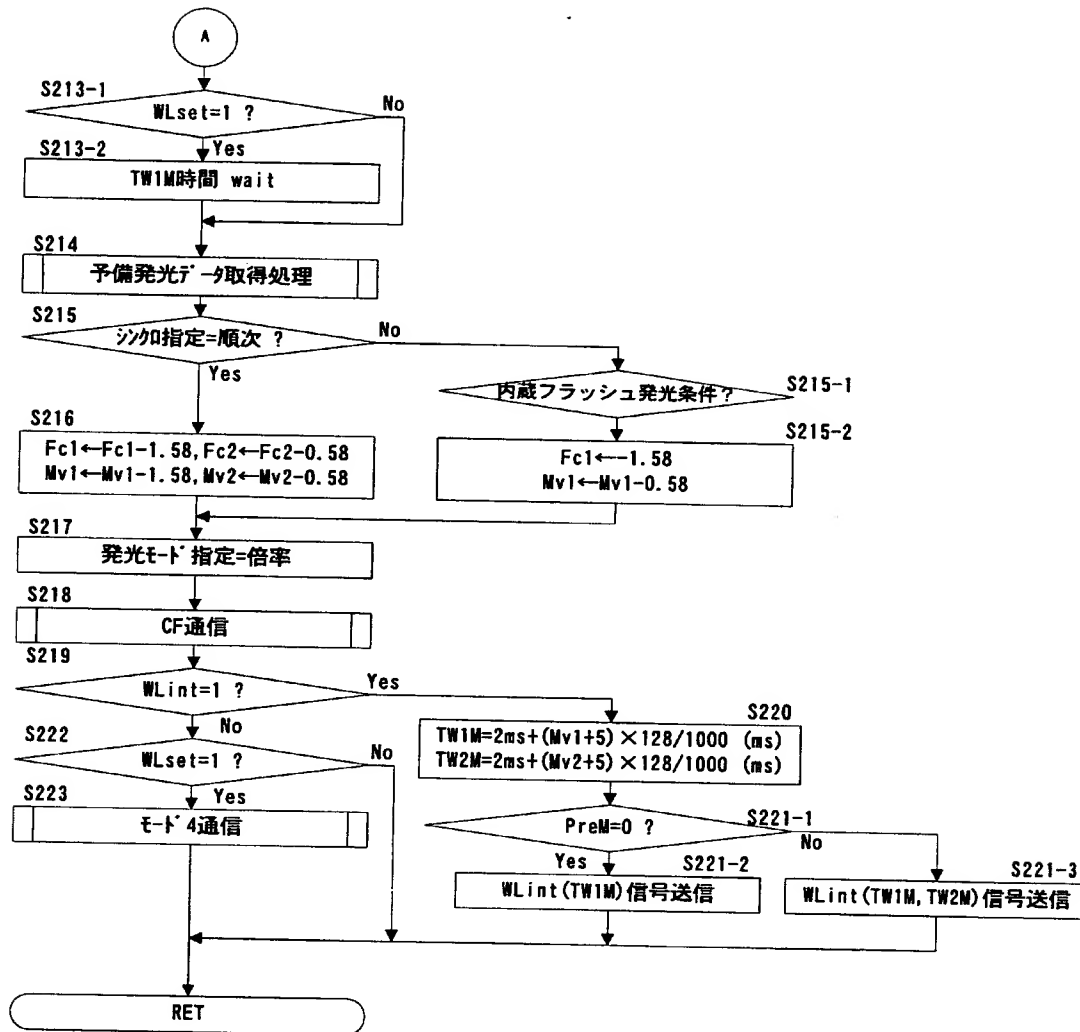 A
S213-1
WLset=1 ?
No
Yes
S213-2
TW1M時間 wait
S214
予備発光ﾃﾞｰﾀ取得処理
S215
ｼﾝｸﾛ指定=順次 ?
No
Yes
内蔵フラッシュ発光条件?
S215-1
S216
Fc1←Fc1-1.58,Fc2←Fc2-0.58
Mv1←Mv1-1.58,Mv2←Mv2-0.58
S215-2
Fc1←-1.58
Mv1←Mv1-0.58
S217
発光ﾓｰﾄﾞ指定=倍率
S218
CF通信
S219
WLint=1 ?
Yes
No
S220
TW1M=2ms+(Mv1+5)×128/1000 (ms)
TW2M=2ms+(Mv2+5)×128/1000 (ms)
S222
WLset=1 ?
No
Yes
S223
ﾓｰﾄﾞ4通信
PreM=0 ?
S221-1
No
Yes
S221-2
WLint(TW1M)信号送信
S221-3
WLint(TW1M,TW2M)信号送信
RET